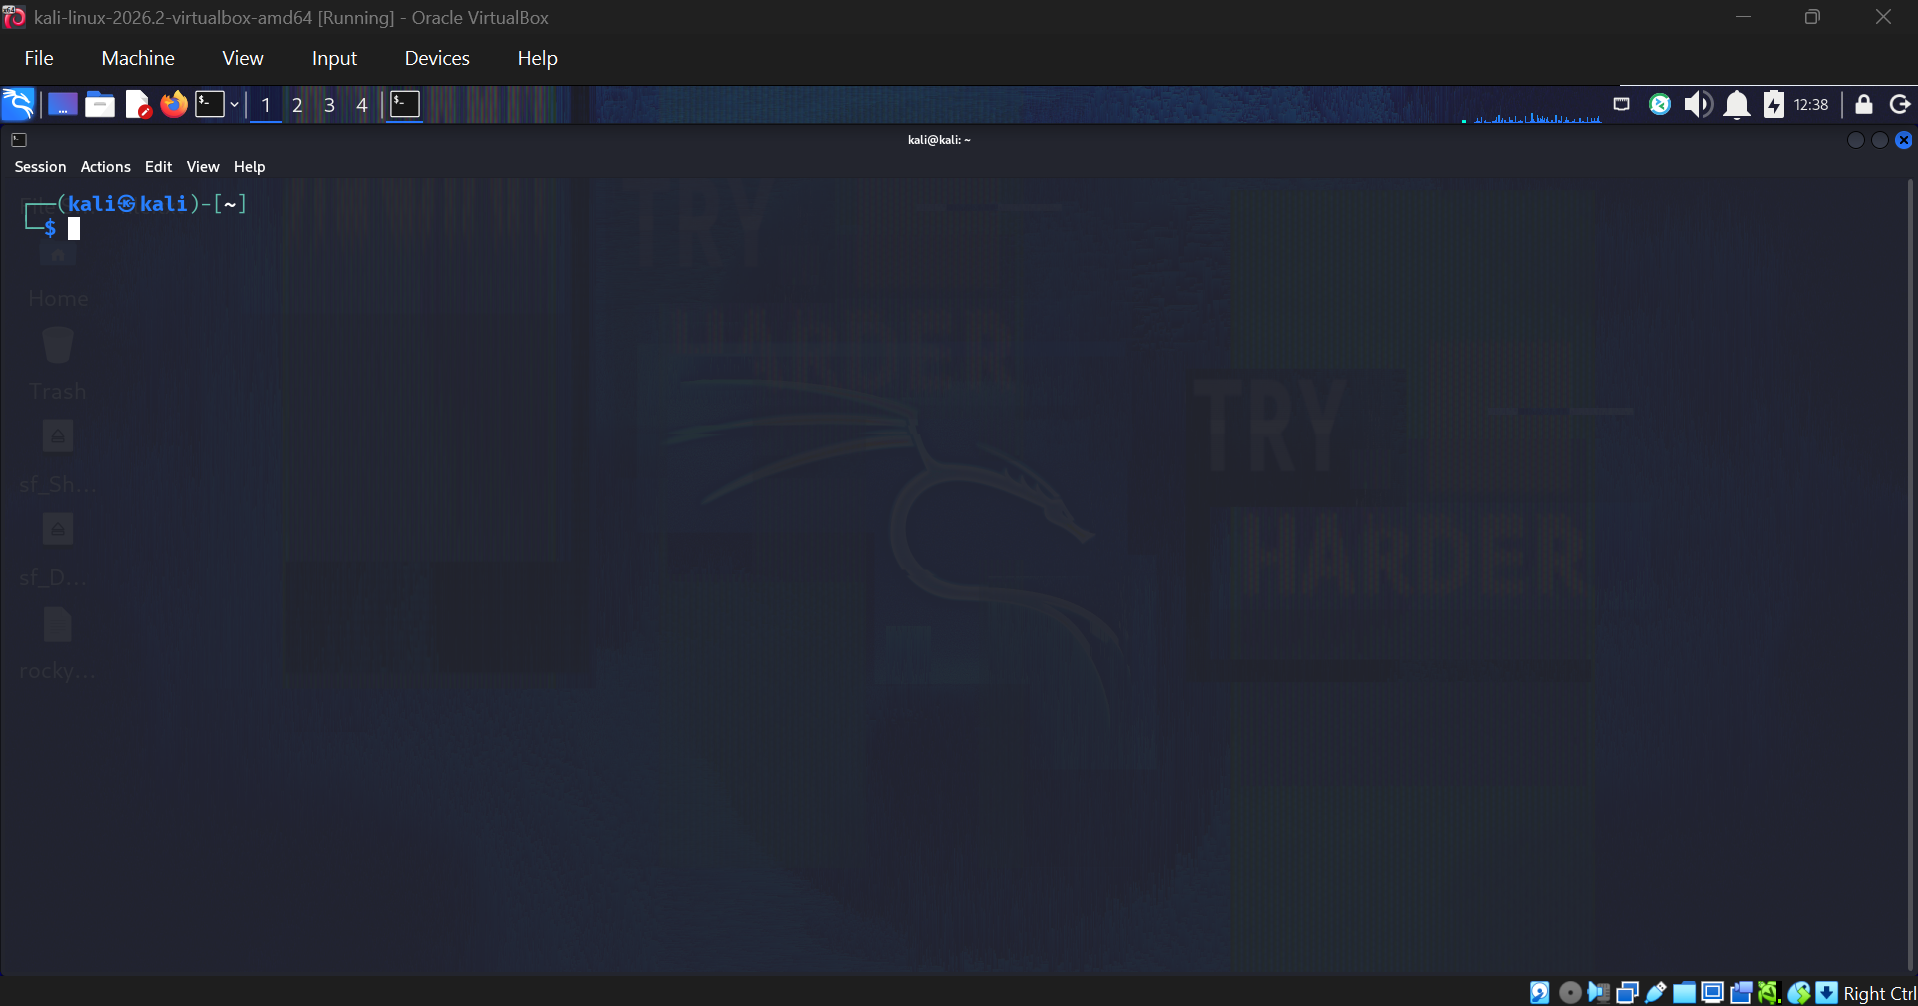 kali-linux-2026.2-virtualbox-amd64 [Running] - Oracle VirtualBox
File Machine View Input Devices Help
1 2 3 4 12:38
kali@kali: ~
Session Actions Edit View Help
┌──(kali㉿kali)-[~]
└─$
TRY
HARDER
Home
Trash
TRY
sf_Sh...
HARDER
sf_D...
rocky...
Right Ctrl